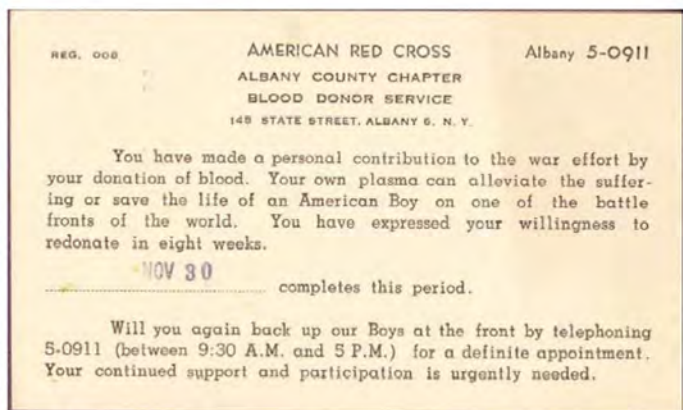 REG. 008
AMERICAN RED CROSS
Albany 5-0911
ALBANY COUNTY CHAPTER
BLOOD DONOR SERVICE
148 STATE STREET, ALBANY 6, N. Y.
You have made a personal contribution to the war effort by
your donation of blood. Your own plasma can alleviate the suffer-
ing or save the life of an American Boy on one of the battle
fronts of the world. You have expressed your willingness to
redonate in eight weeks.
NOV 30
completes this period.
Will you again back up our Boys at the front by telephoning
5-0911 (between 9:30 A.M. and 5 P.M.) for a definite appointment.
Your continued support and participation is urgently needed.